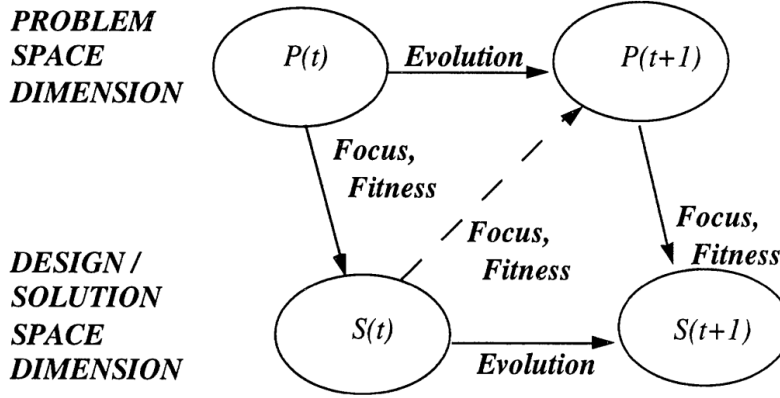 PROBLEM
SPACE
DIMENSION
P(t)
Evolution
P(t+1)
Focus,
Fitness
Focus,
Fitness
Focus,
Fitness
DESIGN /
SOLUTION
SPACE
DIMENSION
S(t)
Evolution
S(t+1)